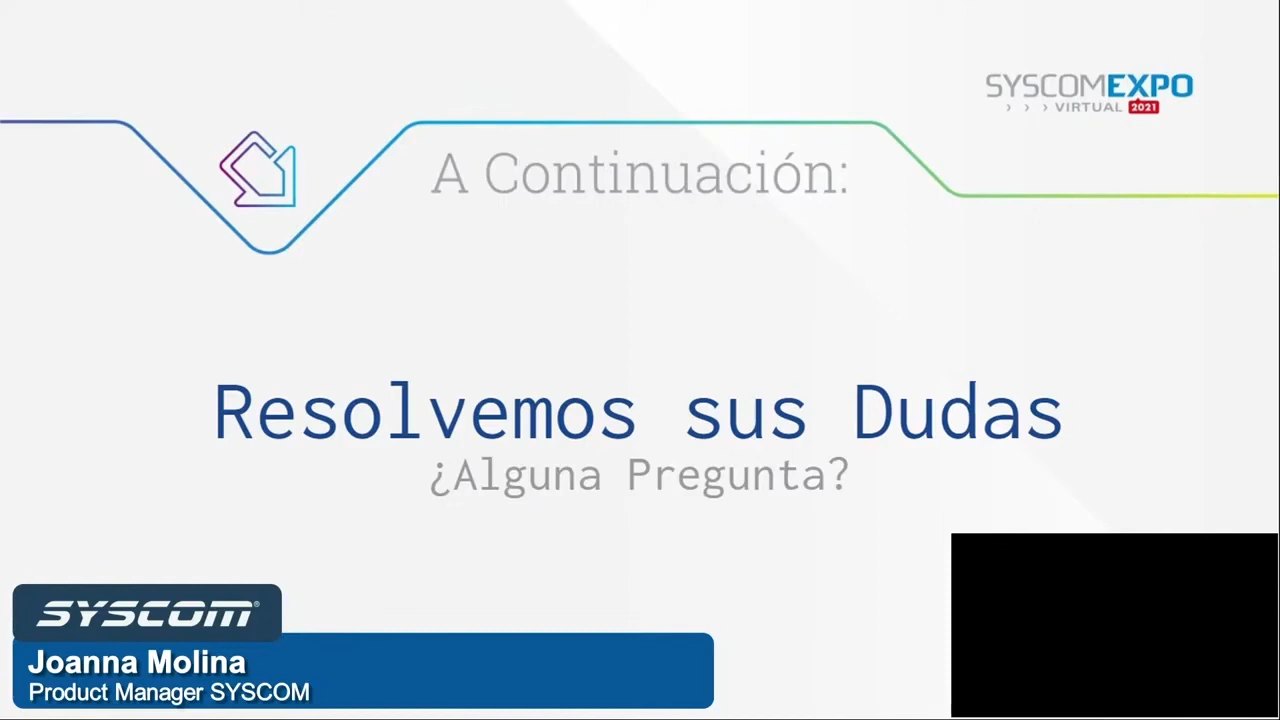 SYSCOMEXPO
› › › VIRTUAL 2021
A Continuación:
Resolvemos sus Dudas
¿Alguna Pregunta?
SYSCOM®
Joanna Molina
Product Manager SYSCOM